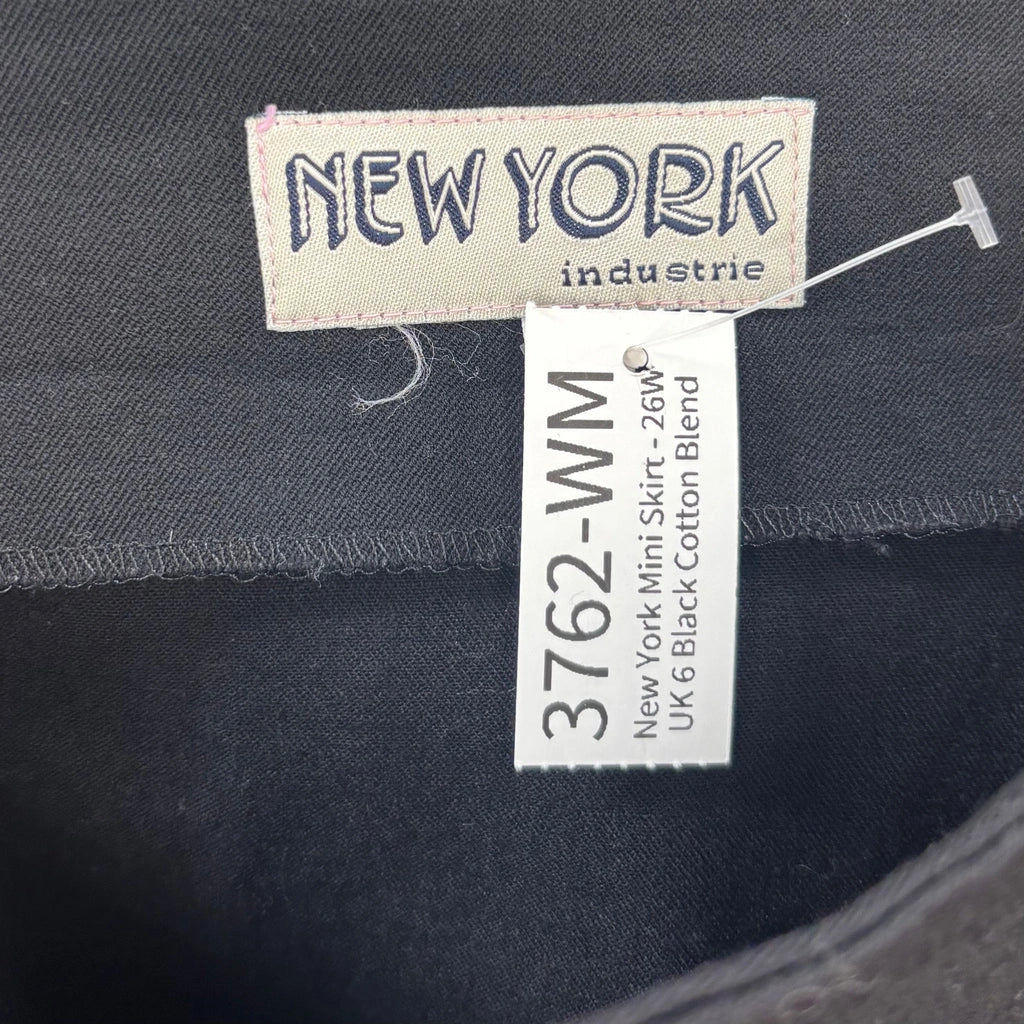 NEW YORK
industrie
3762-WM
New York Mini Skirt - 26W
UK 6 Black Cotton Blend